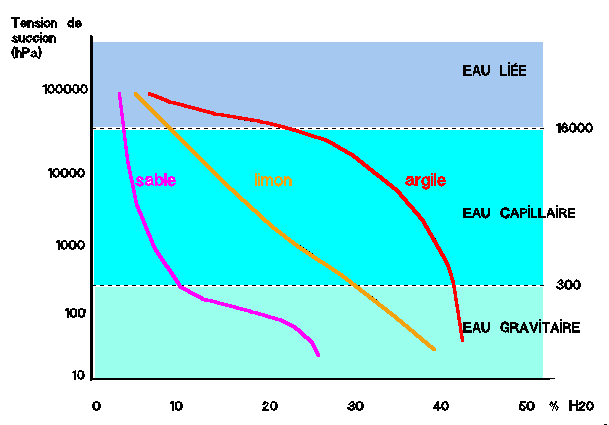 Tension de
succion
(hPa)
100000
10000
1000
100
10
EAU LIÉE
16000
sable
limon
argile
EAU CAPILLAIRE
300
EAU GRAVITAIRE
0 10 20 30 40 50 % H20